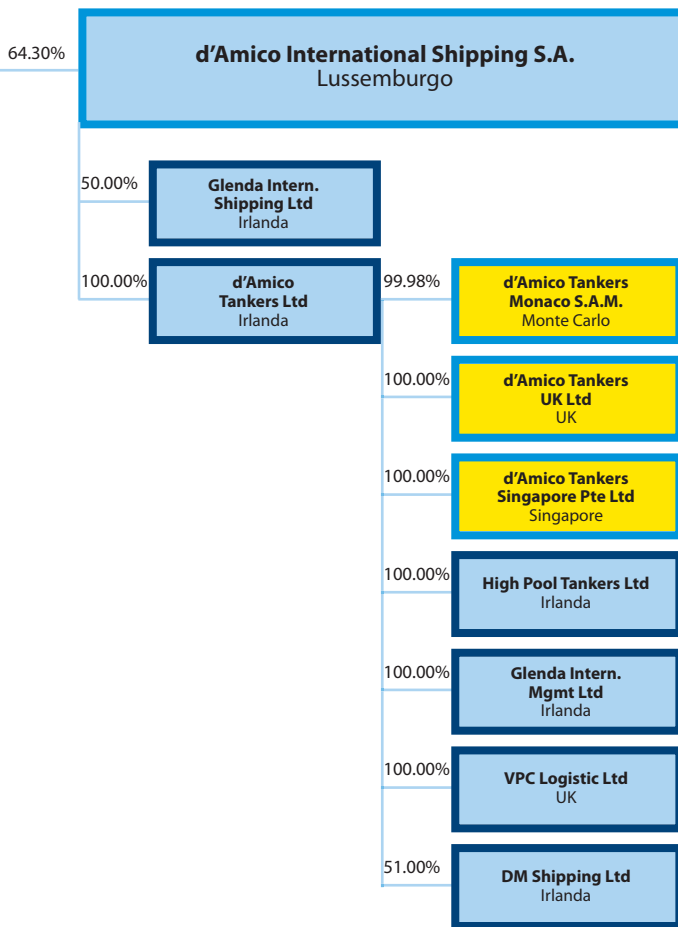 64.30%
d’Amico International Shipping S.A.
Lussemburgo
50.00%
Glenda Intern.
Shipping Ltd
Irlanda
100.00%
d’Amico
Tankers Ltd
Irlanda
99.98%
d’Amico Tankers
Monaco S.A.M.
Monte Carlo
100.00%
d’Amico Tankers
UK Ltd
UK
100.00%
d’Amico Tankers
Singapore Pte Ltd
Singapore
100.00%
High Pool Tankers Ltd
Irlanda
100.00%
Glenda Intern.
Mgmt Ltd
Irlanda
100.00%
VPC Logistic Ltd
UK
51.00%
DM Shipping Ltd
Irlanda